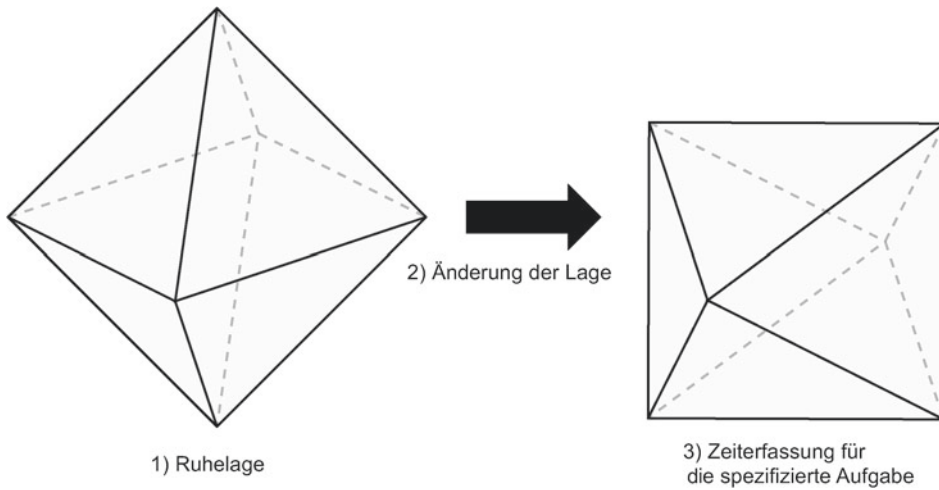 2) Änderung der Lage
1) Ruhelage
3) Zeiterfassung für
die spezifizierte Aufgabe